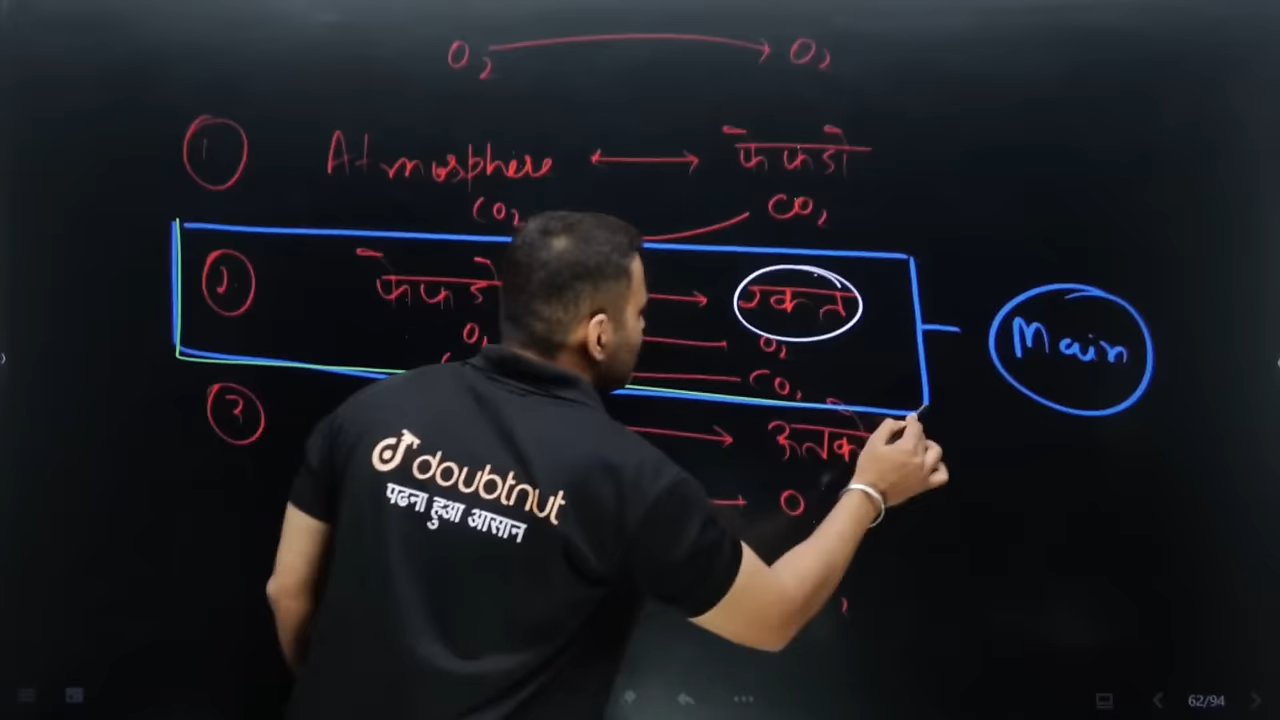 O₂ → O₂
① Atmosphere ↔ फेफड़ो
CO₂ CO₂
② फेफड़े → रक्त
O₂ O₂
CO₂
Main
③ → ऊतक
O
doubtnut
पढना हुआ आसान
62/94